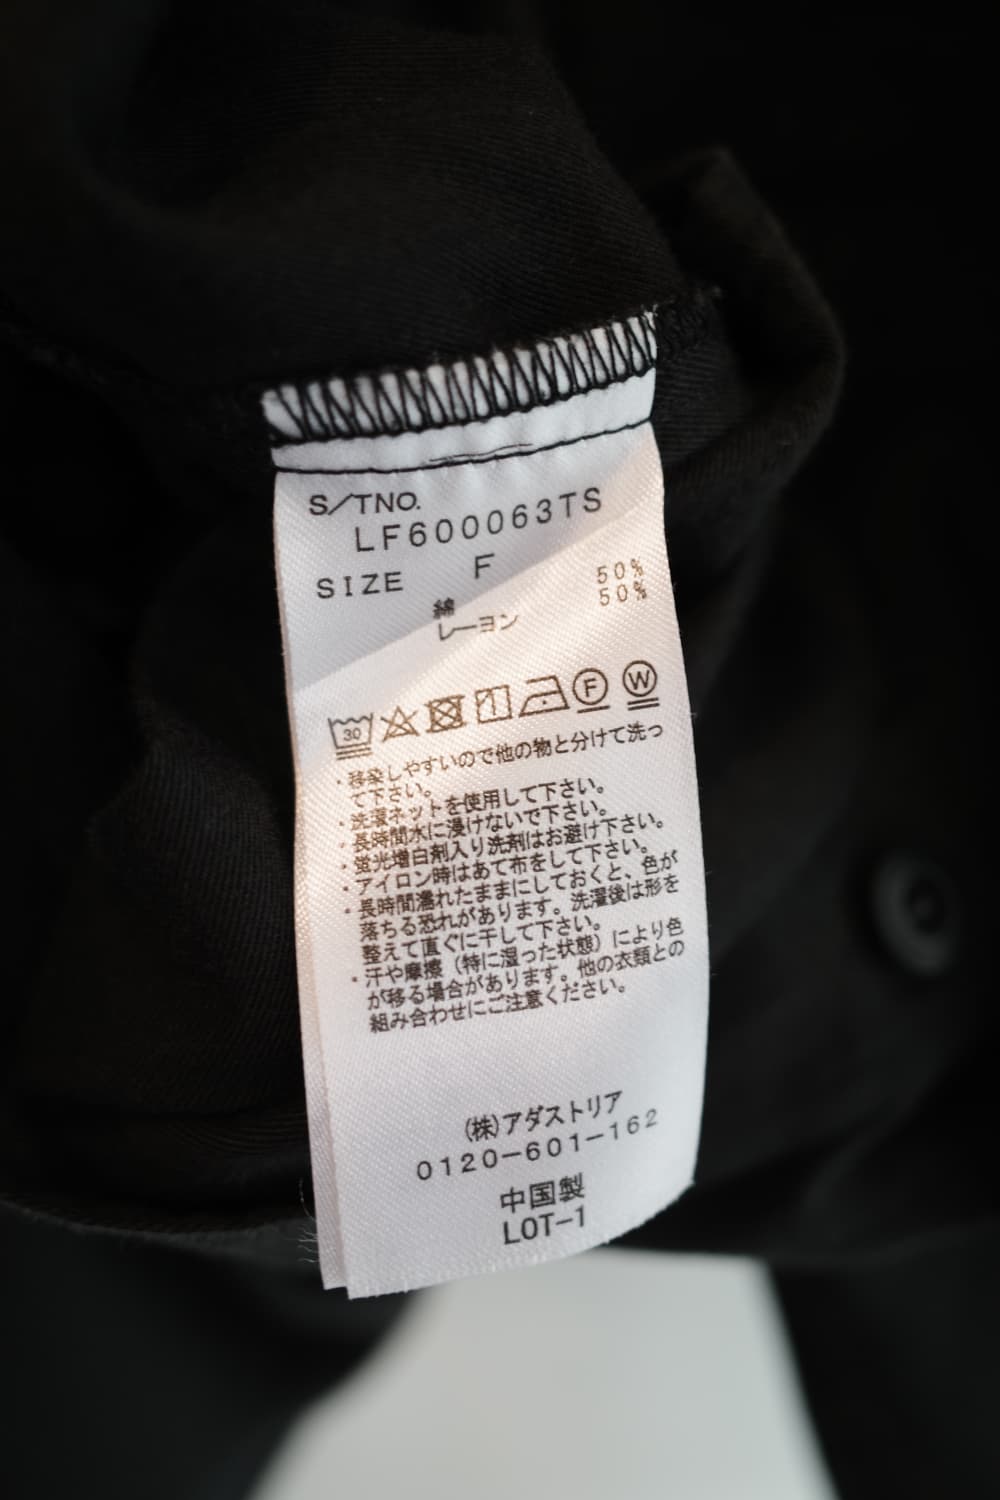 S/TNO.
LF600063TS
SIZE F
綿 50%
レーヨン 50%
30 F W
・移染しやすいので他の物と分けて洗っ
て下さい。
・洗濯ネットを使用して下さい。
・長時間水に浸けないで下さい。
・蛍光増白剤入り洗剤はお避け下さい。
・アイロン時はあて布をして下さい。
・長時間濡れたままにしておくと、色が
落ちる恐れがあります。洗濯後は形を
整えて直ぐに干して下さい。
・汗や摩擦（特に湿った状態）により色
が移る場合があります。他の衣類との
組み合わせにご注意ください。
(株)アダストリア
0120-601-162
中国製
LOT-1